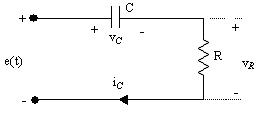 + C +
+ v_C -
R
e(t) v_R
i_C
- -